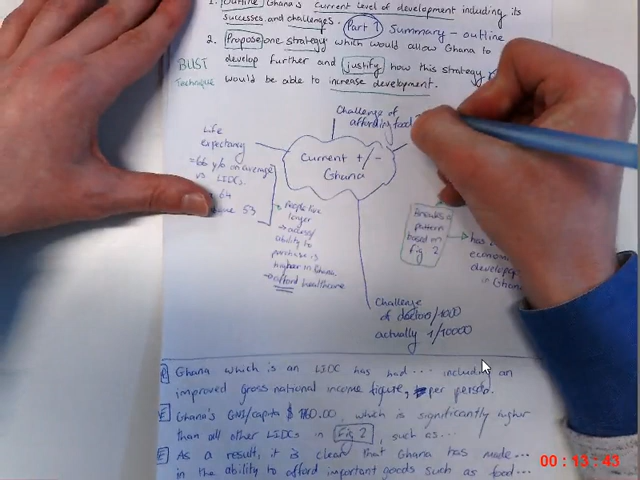 1. Outline Ghana's current level of development including its
successes and challenges. Part 1 Summary - outline
2. Propose one strategy which would allow Ghana to
develop further and justify how this strategy
BUST
Technique
would be able to increase development.
Challenge of
affording food
Life
expectancy
= 66 y/o on average
vs LIDCs.
64
53
Current +/-
Ghana
People live
longer
→ access/
ability to
purchase is
higher in Ghana
→ afford healthcare
Breaks a
pattern
based on
Fig 2
has
economic
develop
in Ghana
Challenge
of doctors/1000
actually 1/10000
P Ghana which is an LIDC has had... including an
improved gross national income figure, per person.
E Ghana's GNI/capita $ 1760.00, which is significantly higher
than all other LIDCs in Fig 2, such as...
E As a result, it is clear that Ghana has made...
in the ability to afford important goods such as food...
00:13:43